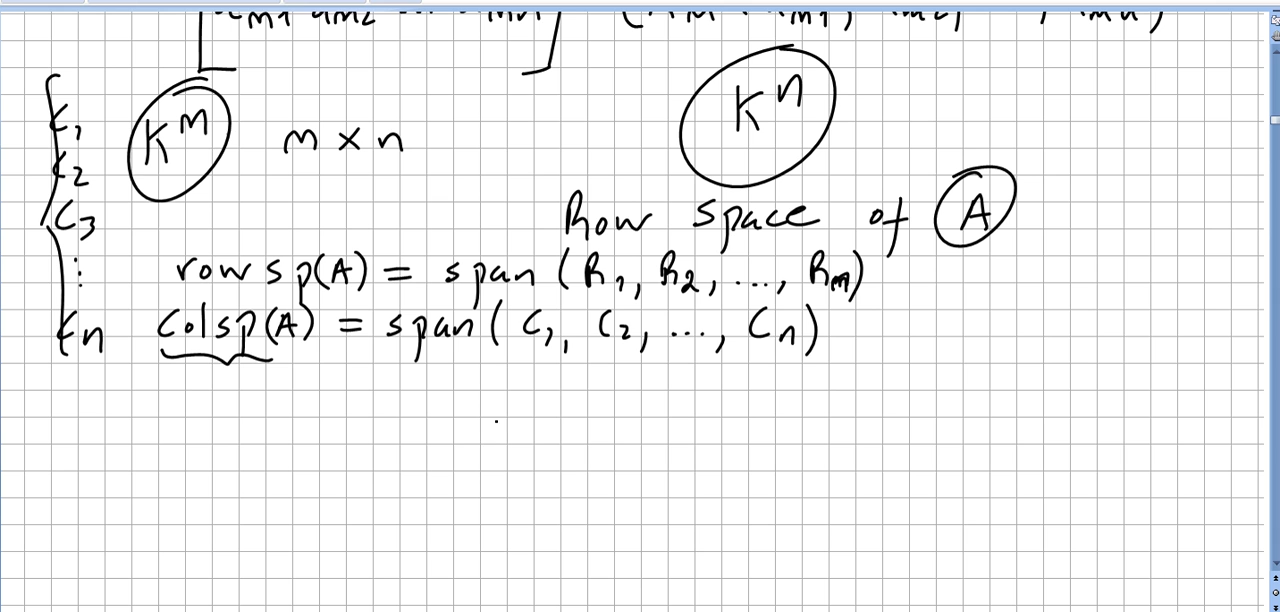 K^m
m × n
K^n
C1
C2
C3
⋮
Cn
Row space of A
rowsp(A) = span (R1, R2, ..., Rm)
Colsp(A) = span ( C1, C2, ..., Cn)